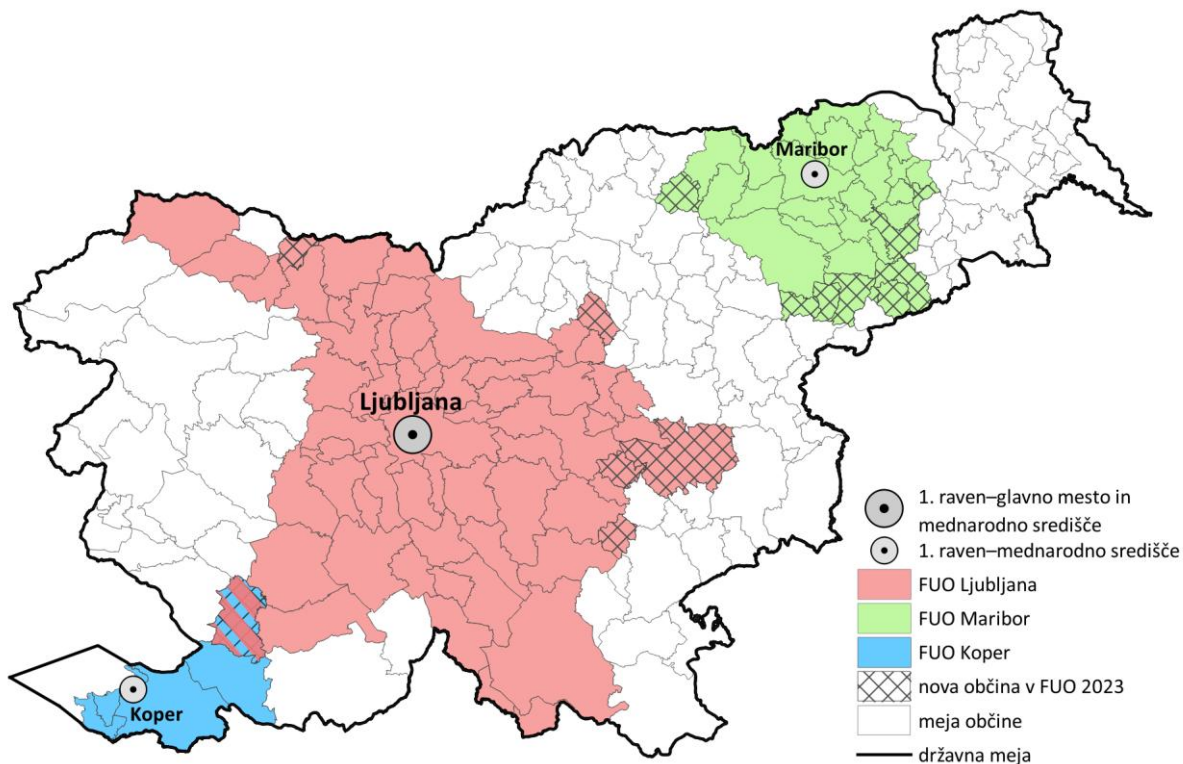 Maribor
Ljubljana
Koper
1. raven–glavno mesto in
mednarodno središče
1. raven–mednarodno središče
FUO Ljubljana
FUO Maribor
FUO Koper
nova občina v FUO 2023
meja občine
državna meja